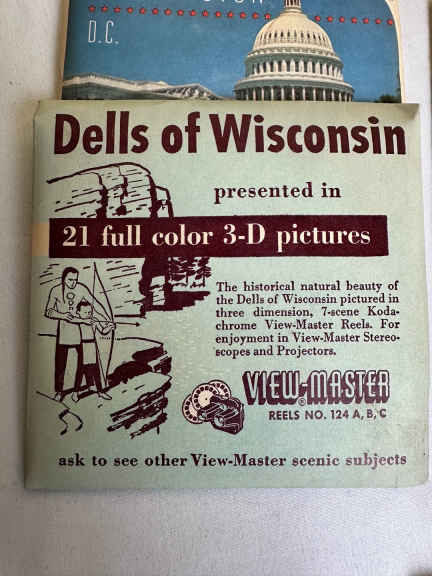 D.C.
Dells of Wisconsin
presented in
21 full color 3-D pictures
The historical natural beauty of
the Dells of Wisconsin pictured in
three dimension, 7-scene Koda-
chrome View-Master Reels. For
enjoyment in View-Master Stereo-
scopes and Projectors.
VIEW-MASTER
REELS NO. 124 A, B, C
ask to see other View-Master scenic subjects